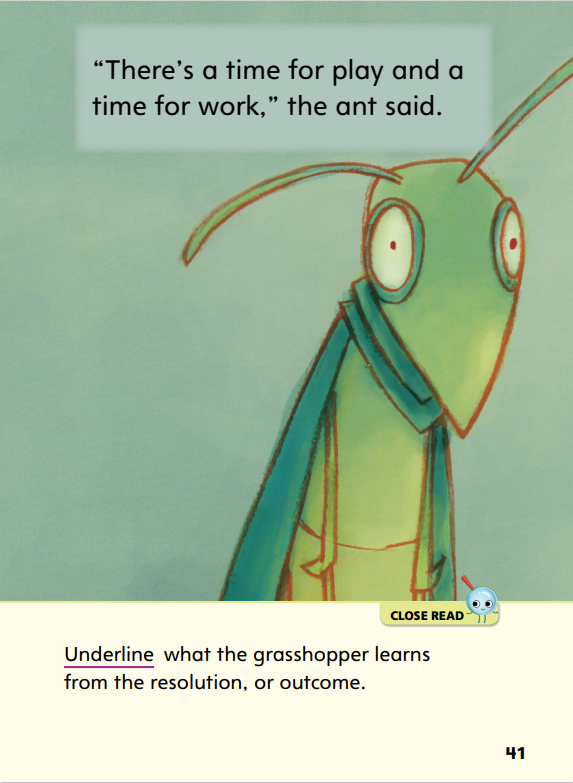 “There’s a time for play and a
time for work,” the ant said.
CLOSE READ
Underline what the grasshopper learns
from the resolution, or outcome.
41